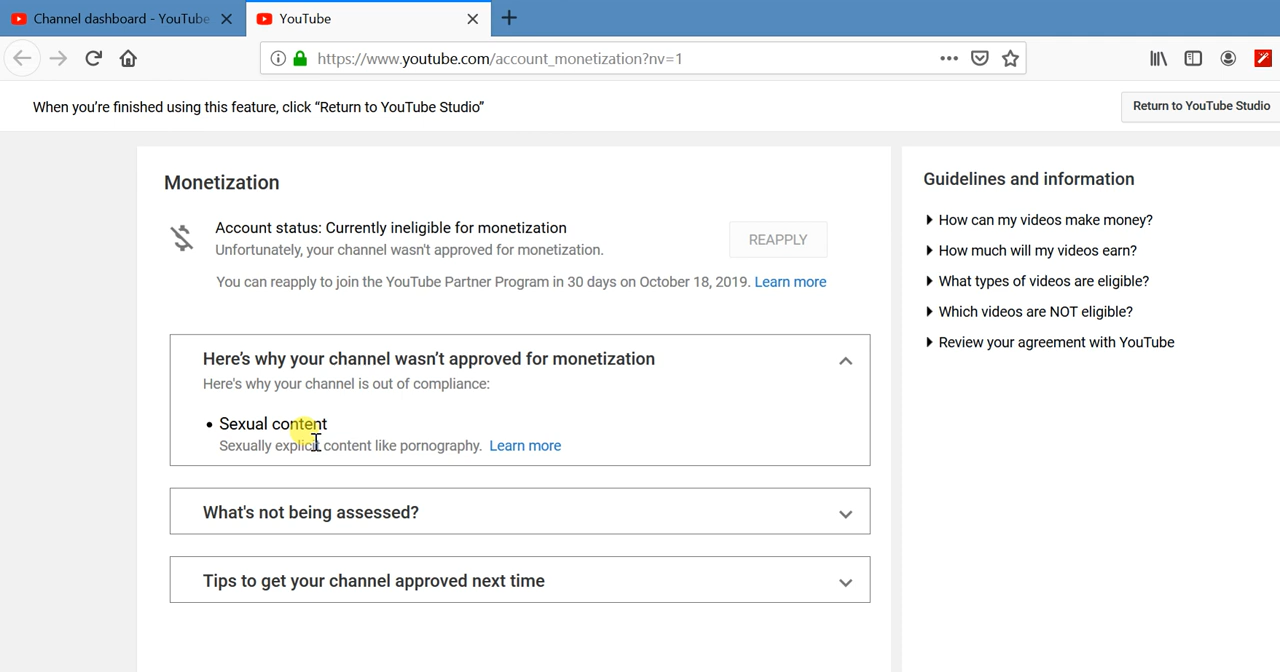 Channel dashboard - YouTube
YouTube
https://www.youtube.com/account_monetization?nv=1
When you're finished using this feature, click “Return to YouTube Studio”
Return to YouTube Studio
Monetization
Account status: Currently ineligible for monetization
Unfortunately, your channel wasn't approved for monetization.
REAPPLY
You can reapply to join the YouTube Partner Program in 30 days on October 18, 2019. Learn more
Here’s why your channel wasn’t approved for monetization
Here's why your channel is out of compliance:
• Sexual content
Sexually explicit content like pornography. Learn more
What's not being assessed?
Tips to get your channel approved next time
Guidelines and information
How can my videos make money?
How much will my videos earn?
What types of videos are eligible?
Which videos are NOT eligible?
Review your agreement with YouTube